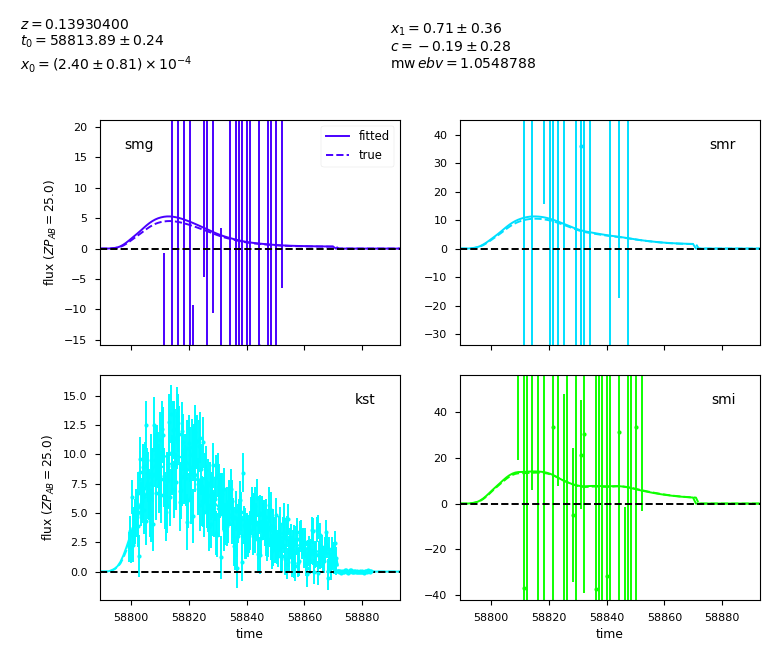 z = 0.13930400
t0 = 58813.89 ± 0.24
x0 = (2.40 ± 0.81) × 10⁻⁴
x1 = 0.71 ± 0.36
c = −0.19 ± 0.28
mw ebv = 1.0548788
smg
fitted
true
20
15
10
5
0
−5
−10
−15
flux (ZP_AB = 25.0)
smr
40
30
20
10
0
−10
−20
−30
kst
15.0
12.5
10.0
7.5
5.0
2.5
0.0
flux (ZP_AB = 25.0)
58800 58820 58840 58860 58880
time
smi
40
20
0
−20
−40
58800 58820 58840 58860 58880
time